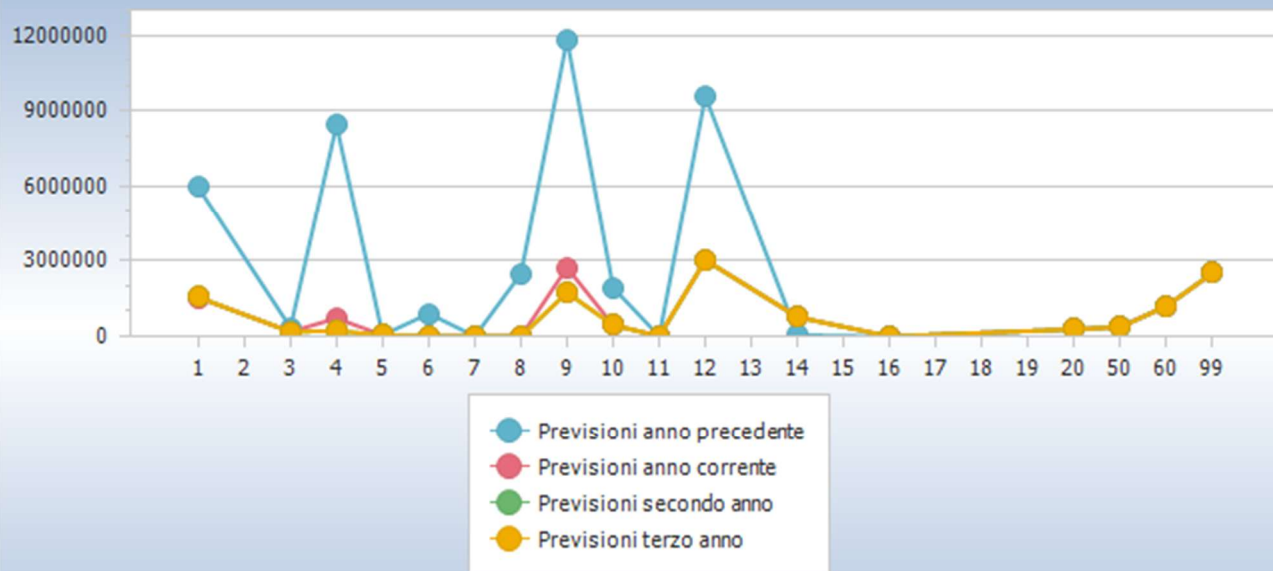 12000000
9000000
6000000
3000000
0
1 2 3 4 5 6 7 8 9 10 11 12 13 14 15 16 17 18 19 20 50 60 99
Previsioni anno precedente
Previsioni anno corrente
Previsioni secondo anno
Previsioni terzo anno